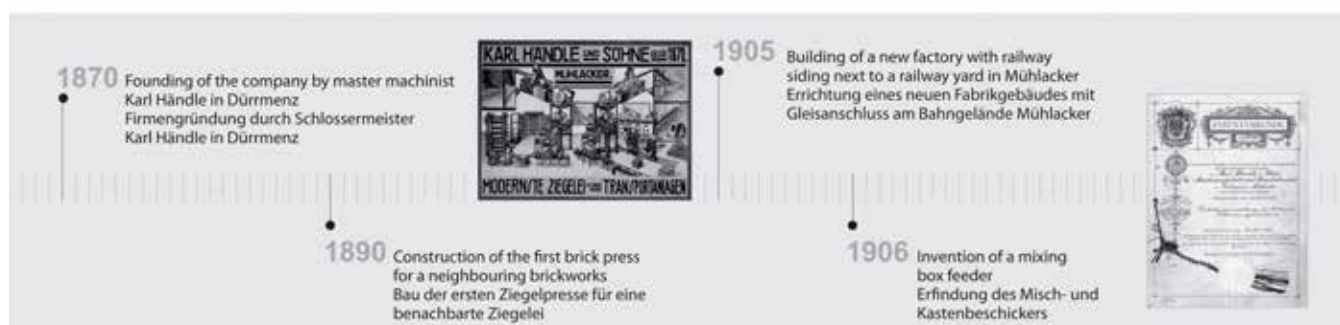 1870 Founding of the company by master machinist
Karl Händle in Dürrmenz
Firmengründung durch Schlossermeister
Karl Händle in Dürrmenz
1890 Construction of the first brick press
for a neighbouring brickworks
Bau der ersten Ziegelpresse für eine
benachbarte Ziegelei
KARL HÄNDLE UND SÖHNE 1871
MÜHLACKER
MODERNSTE ZIEGELEI UND TRANSPORTANAGEN
1905 Building of a new factory with railway
siding next to a railway yard in Mühlacker
Errichtung eines neuen Fabrikgebäudes mit
Gleisanschluss am Bahngelände Mühlacker
1906 Invention of a mixing
box feeder
Erfindung des Misch- und
Kastenbeschickers